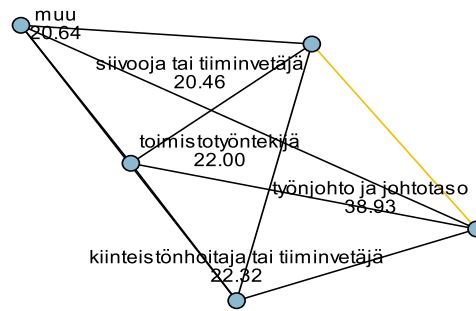 muu
20.64
siivooja tai tiiminvetäjä
20.46
toimistotyöntekijä
22.00
työnjohto ja johtotaso
38.93
kiinteistönhoitaja tai tiiminvetäjä
22.32